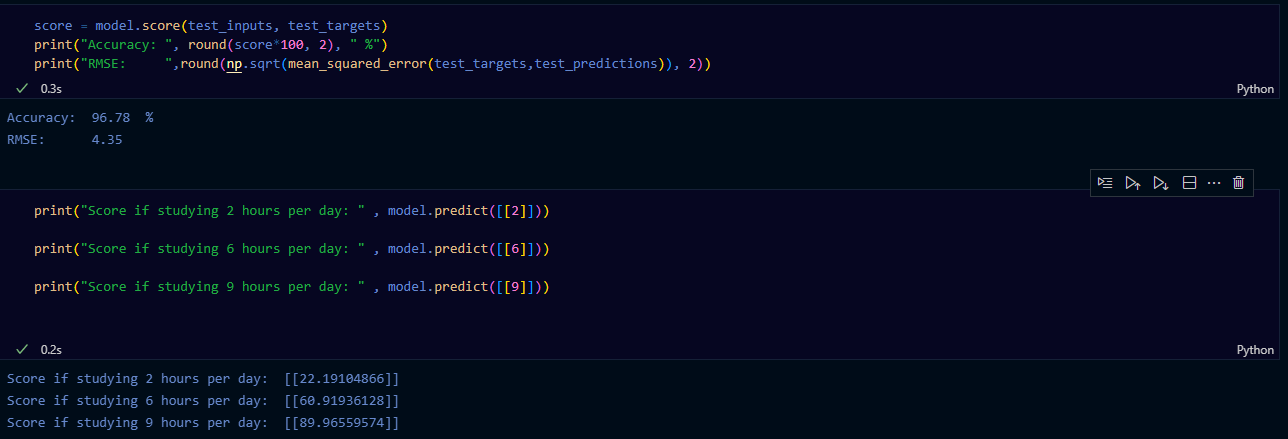 score = model.score(test_inputs, test_targets)
print("Accuracy: ", round(score*100, 2), " %")
print("RMSE:     ",round(np.sqrt(mean_squared_error(test_targets,test_predictions)), 2))
0.3s
Python
Accuracy:  96.78  %
RMSE:      4.35
print("Score if studying 2 hours per day: " , model.predict([[2]]))
print("Score if studying 6 hours per day: " , model.predict([[6]]))
print("Score if studying 9 hours per day: " , model.predict([[9]]))
0.2s
Python
Score if studying 2 hours per day:  [[22.19104866]]
Score if studying 6 hours per day:  [[60.91936128]]
Score if studying 9 hours per day:  [[89.96559574]]